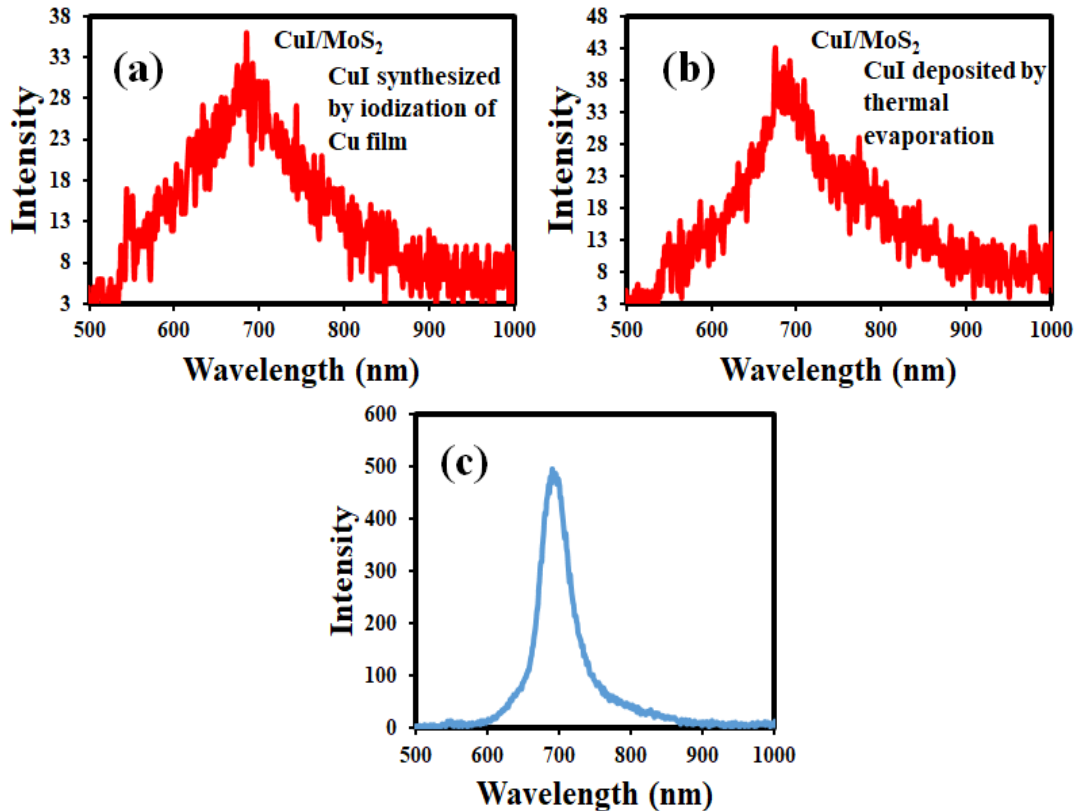 38
33
28
23
18
13
8
3
Intensity
(a)
CuI/MoS₂
CuI synthesized
by iodization of
Cu film
500 600 700 800 900 1000
Wavelength (nm)
48
43
38
33
28
23
18
13
8
3
Intensity
(b)
CuI/MoS₂
CuI deposited by
thermal
evaporation
500 600 700 800 900 1000
Wavelength (nm)
600
500
400
300
200
100
0
Intensity
(c)
500 600 700 800 900 1000
Wavelength (nm)